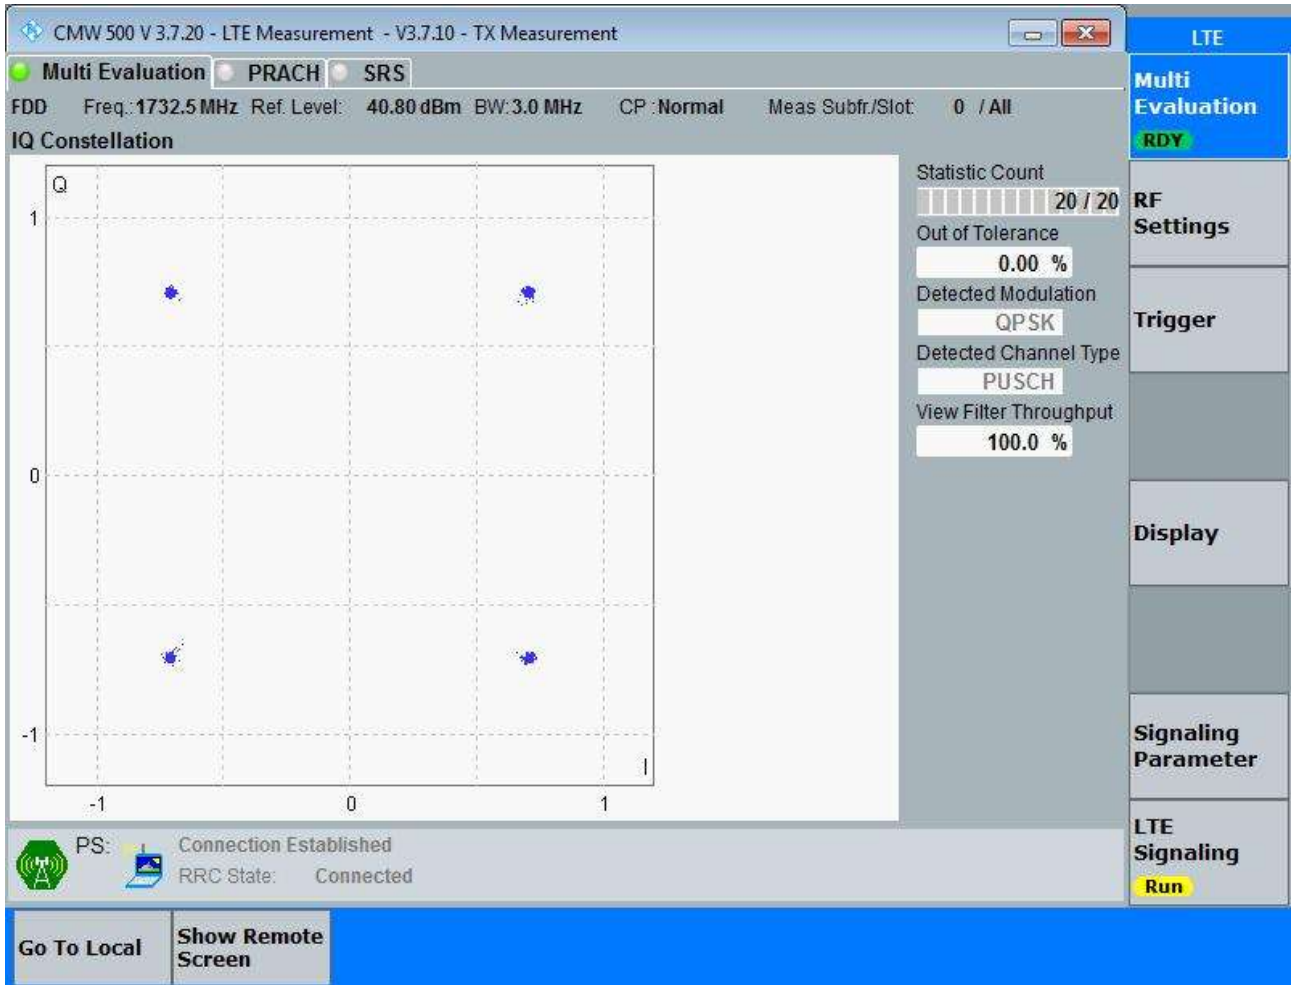 CMW 500 V 3.7.20 - LTE Measurement - V3.7.10 - TX Measurement
LTE
Multi Evaluation PRACH SRS
FDD Freq.: 1732.5 MHz Ref. Level: 40.80 dBm BW: 3.0 MHz CP : Normal Meas Subfr./Slot: 0 / All
IQ Constellation
Q
1
0
-1
-1 0 1
I
Statistic Count
20 / 20
Out of Tolerance
0.00 %
Detected Modulation
QPSK
Detected Channel Type
PUSCH
View Filter Throughput
100.0 %
Multi
Evaluation
RDY
RF
Settings
Trigger
Display
Signaling
Parameter
LTE
Signaling
Run
PS: Connection Established
RRC State: Connected
Go To Local
Show Remote
Screen